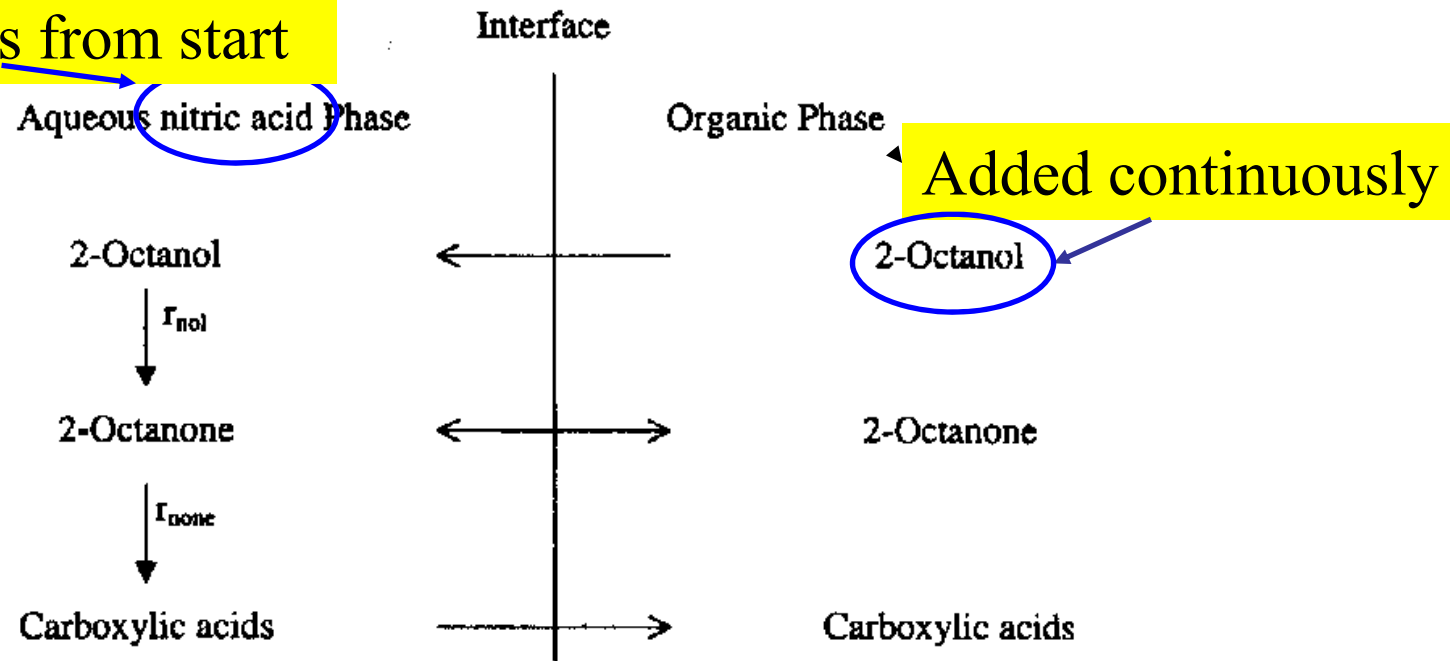 s from start
Interface
Aqueous nitric acid Phase
Organic Phase
Added continuously
2-Octanol
2-Octanol
rnol
2-Octanone
2-Octanone
rnone
Carboxylic acids
Carboxylic acids